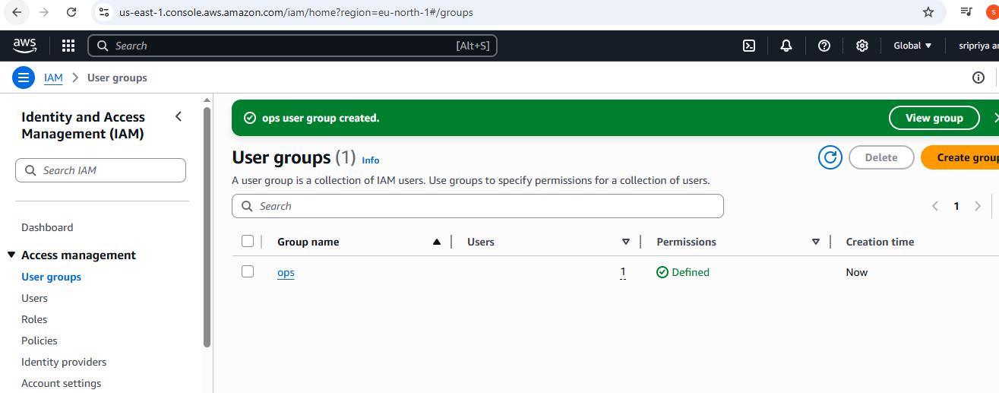 us-east-1.console.aws.amazon.com/iam/home?region=eu-north-1#/groups
s
aws
Search [Alt+S]
Global
sripriya ar
IAM > User groups
Identity and Access
Management (IAM)
Search IAM
Dashboard
Access management
User groups
Users
Roles
Policies
Identity providers
Account settings
ops user group created.
View group
User groups (1) Info
Delete
Create group
A user group is a collection of IAM users. Use groups to specify permissions for a collection of users.
Search
1
Group name Users Permissions Creation time
ops 1 Defined Now